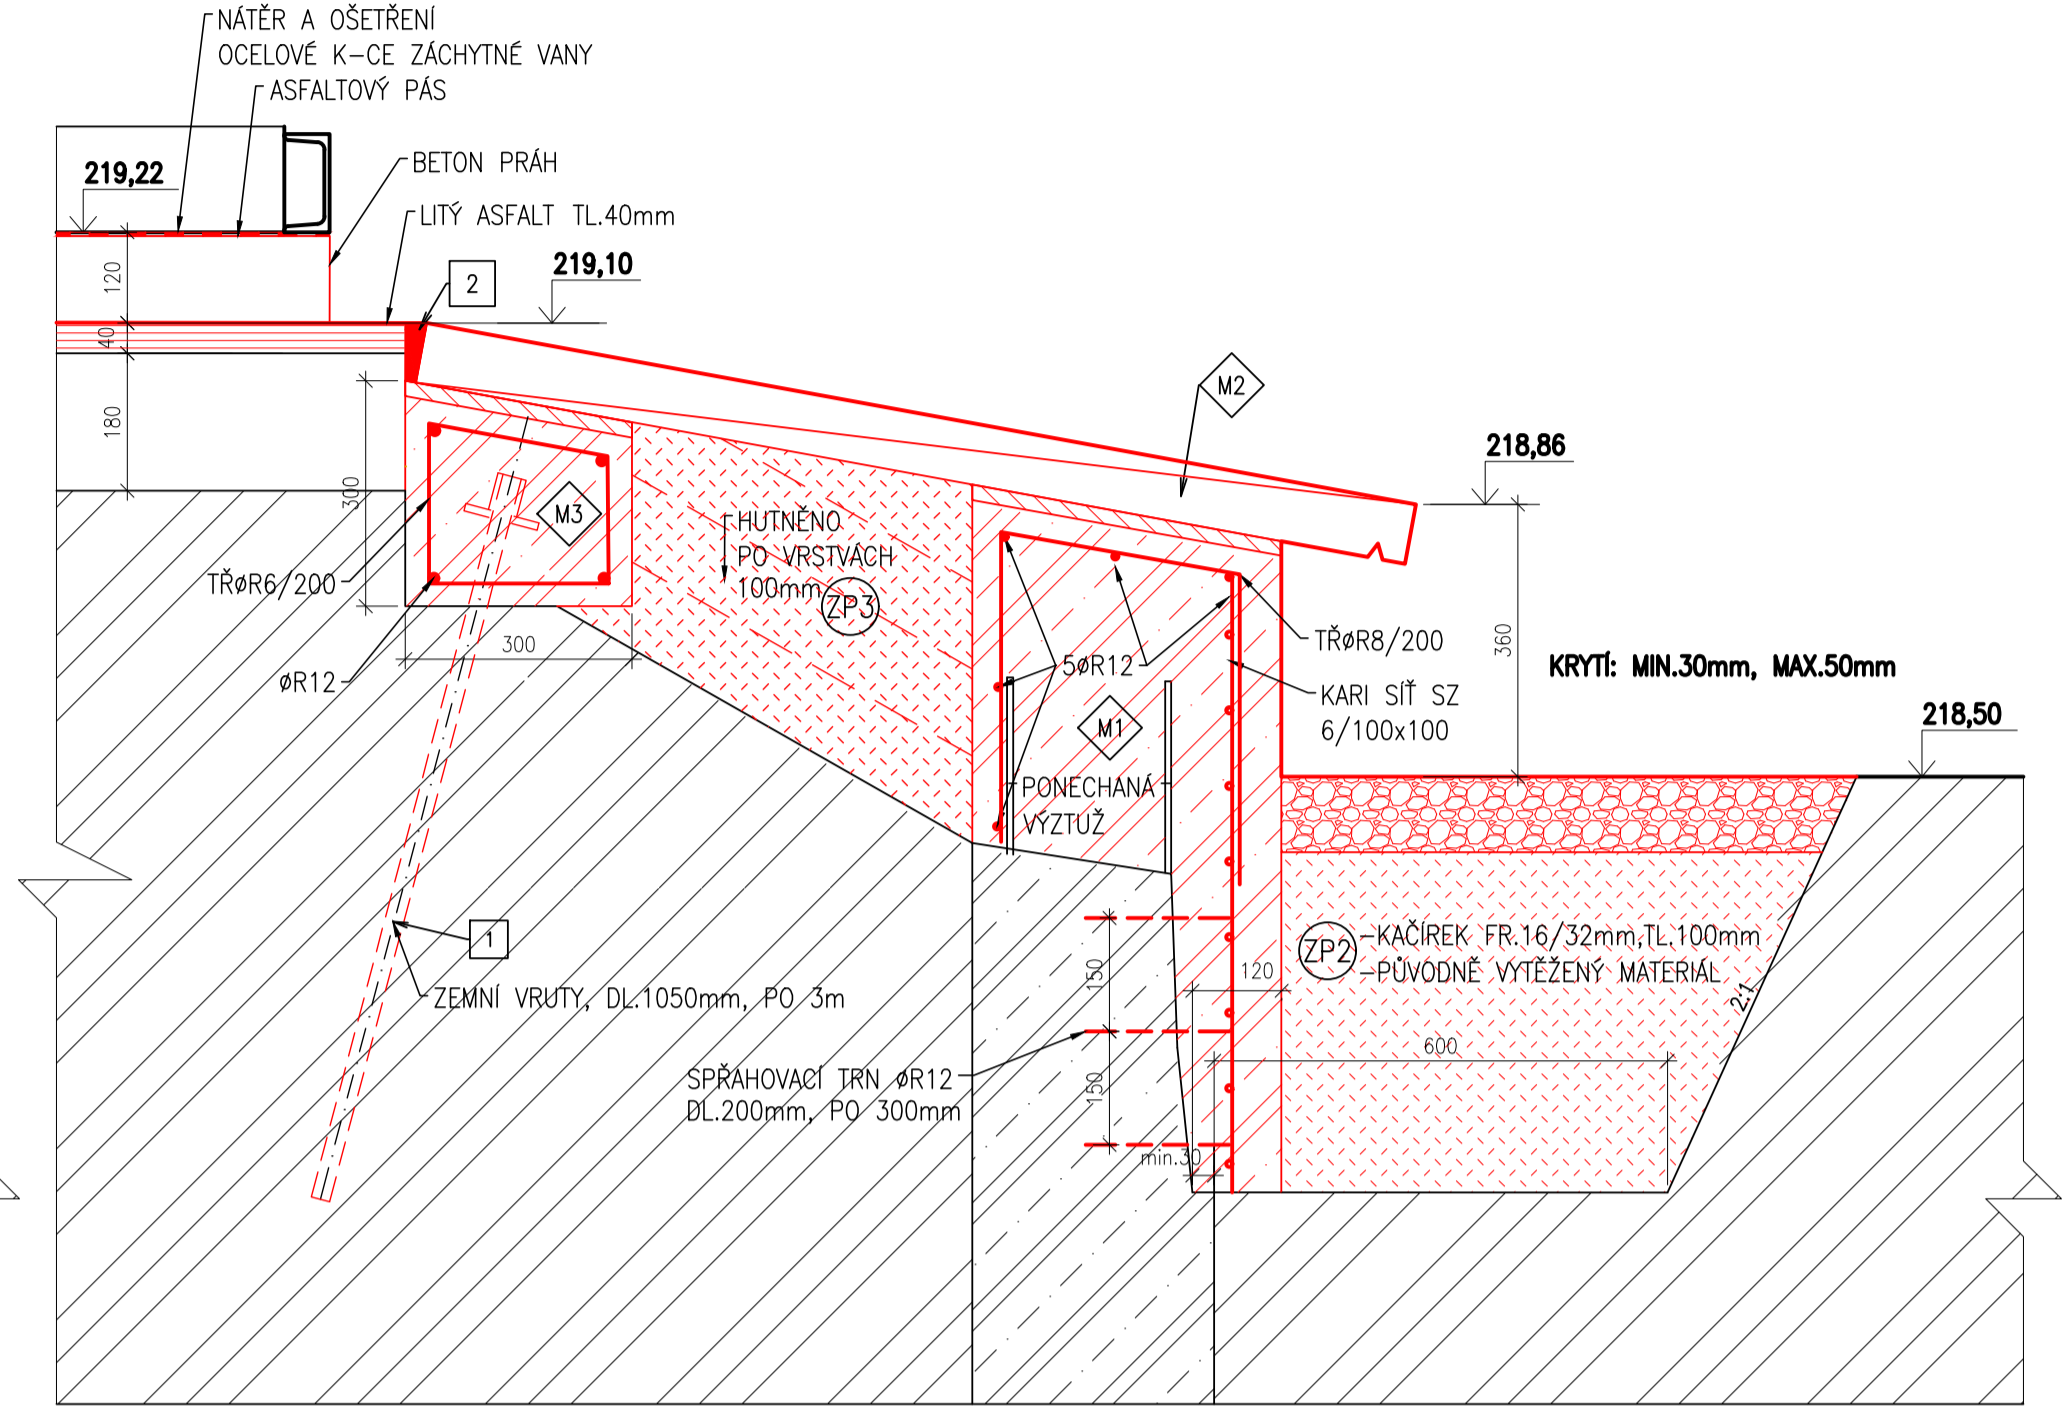 NÁTĚR A OŠETŘENÍ
OCELOVÉ K-CE ZÁCHYTNÉ VANY
ASFALTOVÝ PÁS
BETON PRÁH
219,22
LITÝ ASFALT TL.40mm
219,10
2
120
40
180
300
M2
218,86
M3
HUTNĚNO
PO VRSTVÁCH
100mm
ZP3
TŘøR6/200
300
øR12
5øR12
TŘøR8/200
360
KRYTÍ: MIN.30mm, MAX.50mm
KARI SÍŤ SZ
6/100x100
M1
218,50
PONECHANÁ
VÝZTUŽ
1
ZEMNÍ VRUTY, DL.1050mm, PO 3m
ZP2
-KAČÍREK FR.16/32mm,TL.100mm
-PŮVODNĚ VYTĚŽENÝ MATERIÁL
2:1
120
150
600
SPŘAHOVACÍ TRN øR12
DL.200mm, PO 300mm
150
min.30